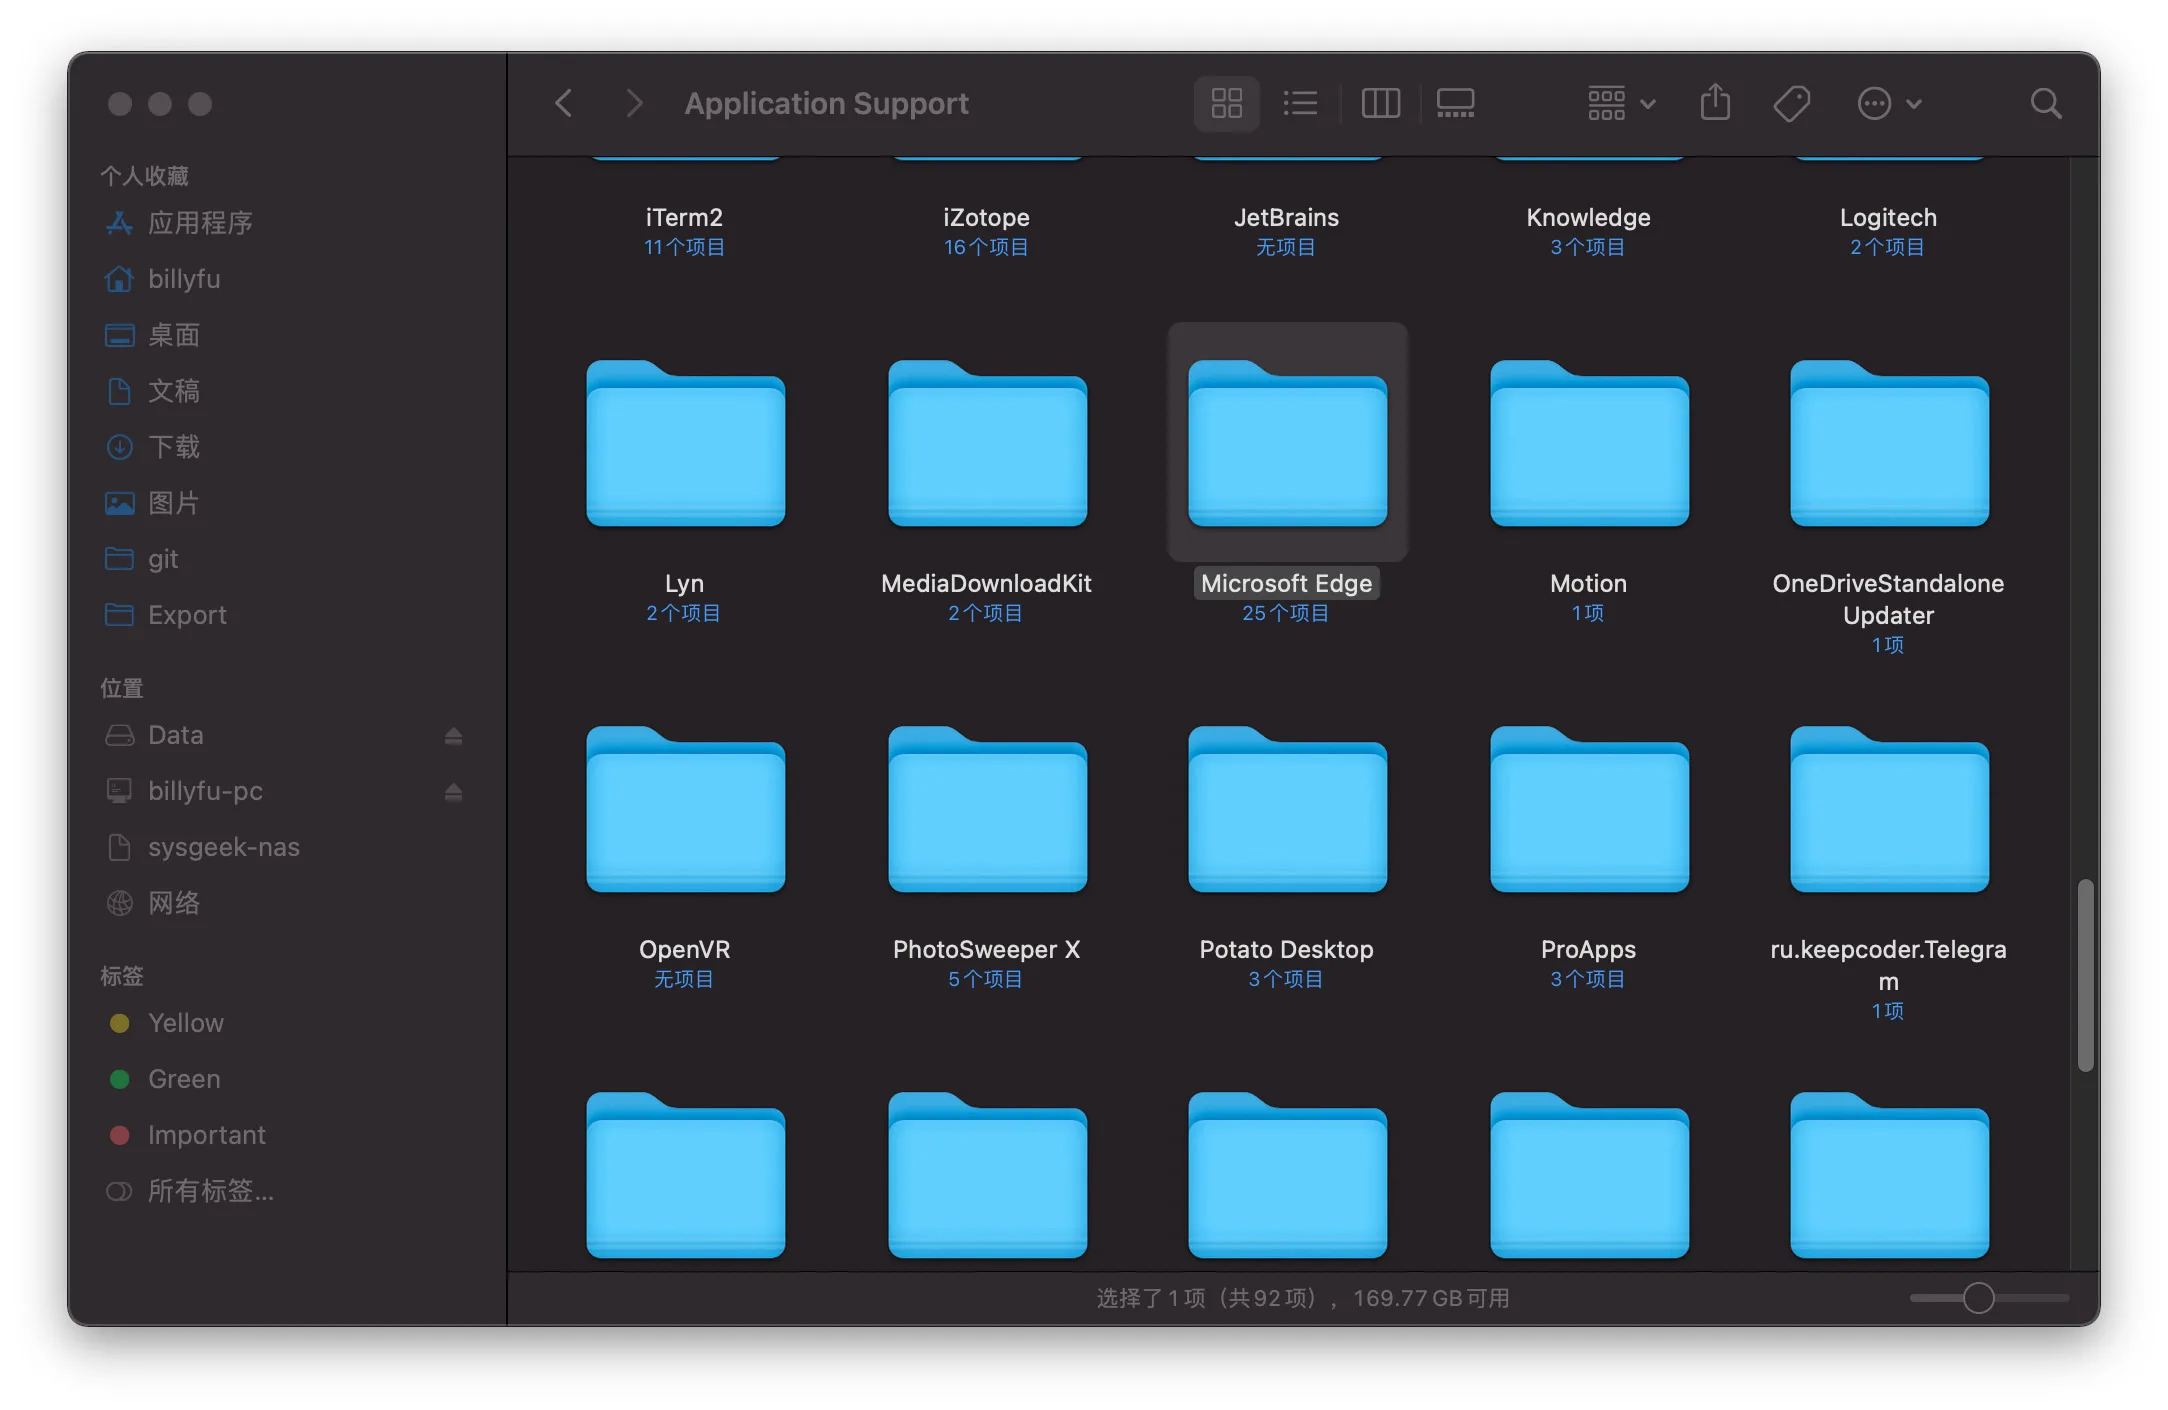 个人收藏
应用程序
billyfu
桌面
文稿
下载
图片
git
Export
位置
Data
billyfu-pc
sysgeek-nas
网络
标签
Yellow
Green
Important
所有标签...
Application Support
iTerm2
11个项目
iZotope
16个项目
JetBrains
无项目
Knowledge
3个项目
Logitech
2个项目
Lyn
2个项目
MediaDownloadKit
2个项目
Microsoft Edge
25个项目
Motion
1项
OneDriveStandalone
Updater
1项
OpenVR
无项目
PhotoSweeper X
5个项目
Potato Desktop
3个项目
ProApps
3个项目
ru.keepcoder.Telegra
m
1项
选择了1项（共92项），169.77 GB可用